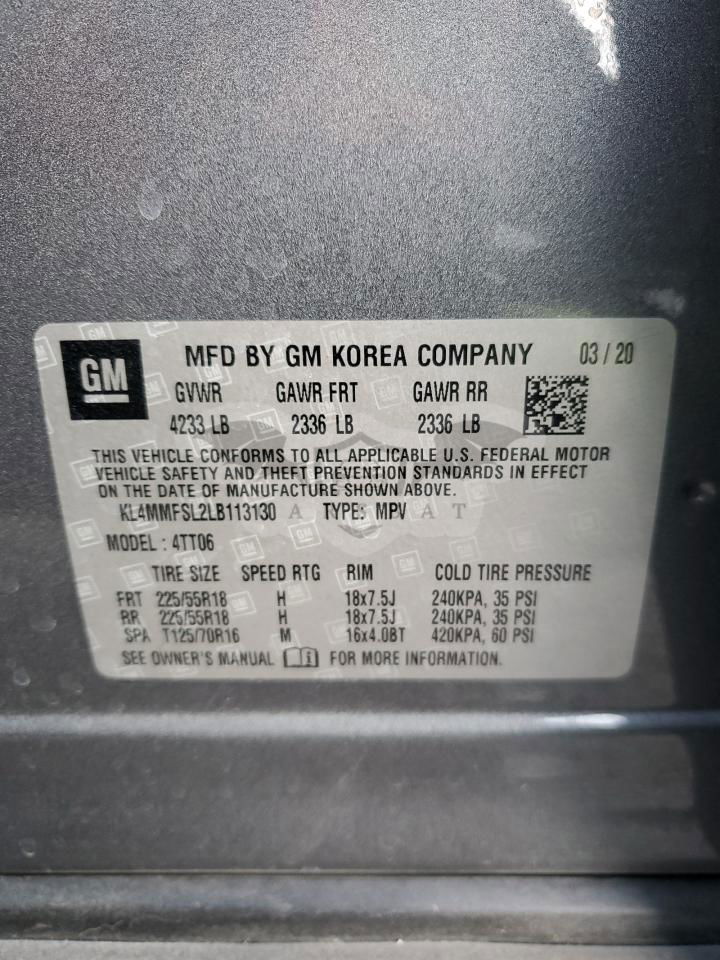 GM MFD BY GM KOREA COMPANY 03 / 20
GVWR GAWR FRT GAWR RR
4233 LB 2336 LB 2336 LB
THIS VEHICLE CONFORMS TO ALL APPLICABLE U.S. FEDERAL MOTOR
VEHICLE SAFETY AND THEFT PREVENTION STANDARDS IN EFFECT
ON THE DATE OF MANUFACTURE SHOWN ABOVE.
KL4MMFSL2LB113130 TYPE: MPV
MODEL : 4TT06
TIRE SIZE SPEED RTG RIM COLD TIRE PRESSURE
FRT 225/55R18 H 18x7.5J 240KPA, 35 PSI
RR 225/55R18 H 18x7.5J 240KPA, 35 PSI
SPA T125/70R16 M 16x4.0BT 420KPA, 60 PSI
SEE OWNER'S MANUAL FOR MORE INFORMATION.